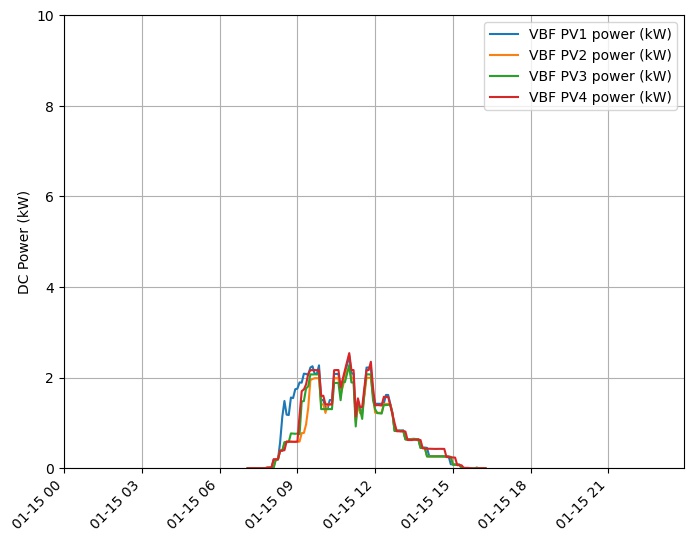 10
8
6
4
2
0
DC Power (kW)
VBF PV1 power (kW)
VBF PV2 power (kW)
VBF PV3 power (kW)
VBF PV4 power (kW)
01-15 00
01-15 03
01-15 06
01-15 09
01-15 12
01-15 15
01-15 18
01-15 21